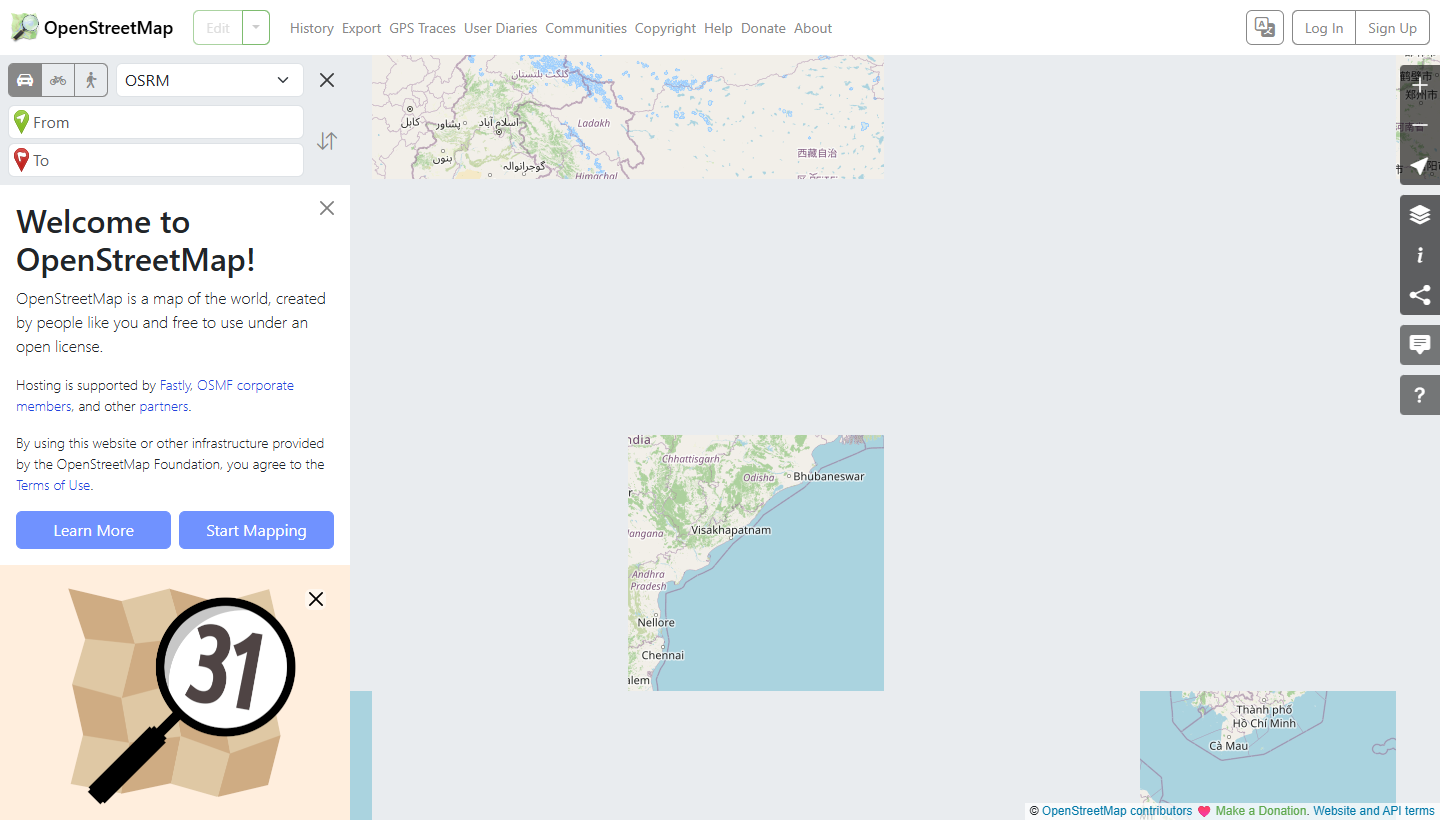 OpenStreetMap
Edit
History Export GPS Traces User Diaries Communities Copyright Help Donate About
Log In Sign Up
OSRM
From
To
Welcome to
OpenStreetMap!
OpenStreetMap is a map of the world, created
by people like you and free to use under an
open license.
Hosting is supported by Fastly, OSMF corporate
members, and other partners.
By using this website or other infrastructure provided
by the OpenStreetMap Foundation, you agree to the
Terms of Use.
Learn More Start Mapping
31
گلگت بلتستان
کابل
پشاور
اسلام آباد
Ladakh
بنوں
گوجرانوالہ
Himachal
西藏自治
鹤壁市
郑州市
河南省
Chhattisgarh
Odisha
Bhubaneswar
Visakhapatnam
Andhra
Pradesh
Nellore
Chennai
Thành phố
Hồ Chí Minh
Cà Mau
© OpenStreetMap contributors Make a Donation. Website and API terms